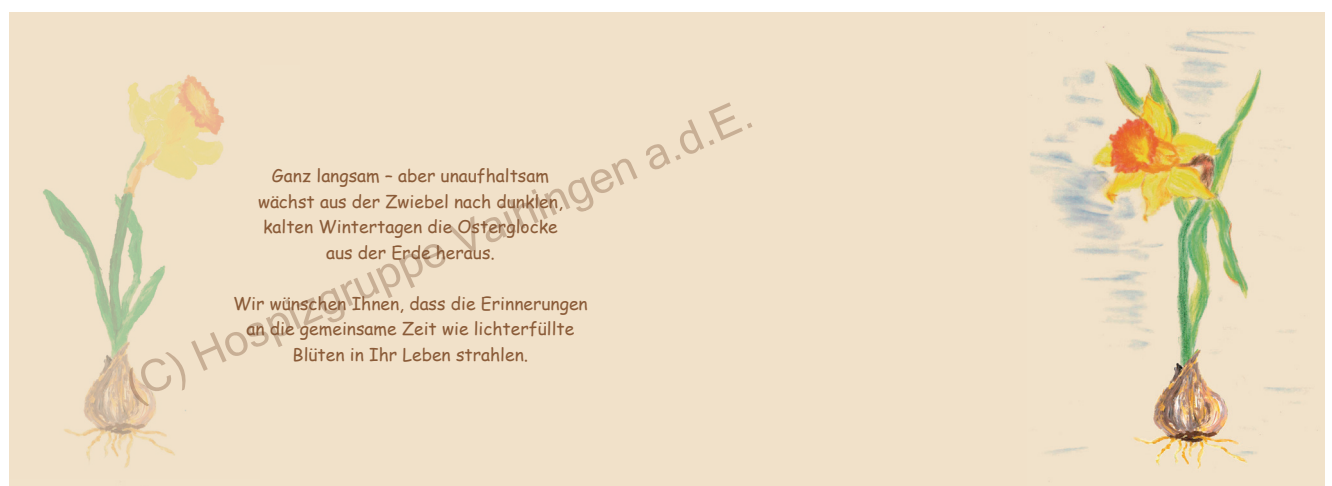 Ganz langsam – aber unaufhaltsam
wächst aus der Zwiebel nach dunklen,
kalten Wintertagen die Osterglocke
aus der Erde heraus.
Wir wünschen Ihnen, dass die Erinnerungen
an die gemeinsame Zeit wie lichterfüllte
Blüten in Ihr Leben strahlen.
(C) Hospizgruppe Vaihingen a.d.E.